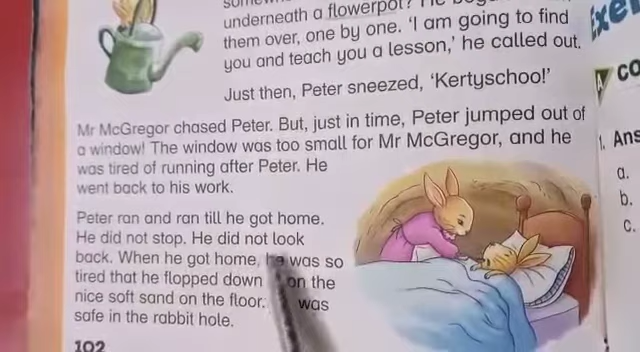 underneath a flowerpot? He
them over, one by one. 'I am going to find
you and teach you a lesson,' he called out.
Just then, Peter sneezed, 'Kertyschoo!'
Mr McGregor chased Peter. But, just in time, Peter jumped out of
a window! The window was too small for Mr McGregor, and he
was tired of running after Peter. He
went back to his work.
Peter ran and ran till he got home.
He did not stop. He did not look
back. When he got home, he was so
tired that he flopped down on the
nice soft sand on the floor. was
safe in the rabbit hole.
102
Exer
A CO
1. Ans
a.
b.
c.